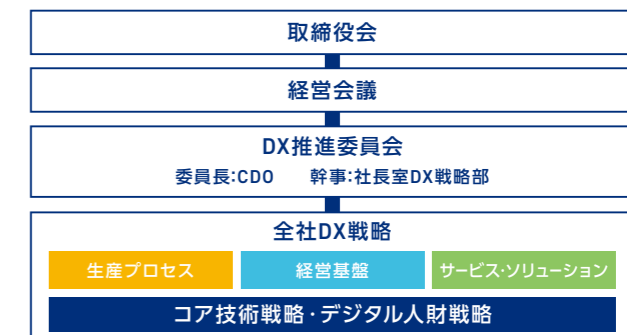 取締役会
経営会議
DX推進委員会
委員長:CDO　幹事:社長室DX戦略部
全社DX戦略
生産プロセス　経営基盤　サービス・ソリューション
コア技術戦略・デジタル人財戦略